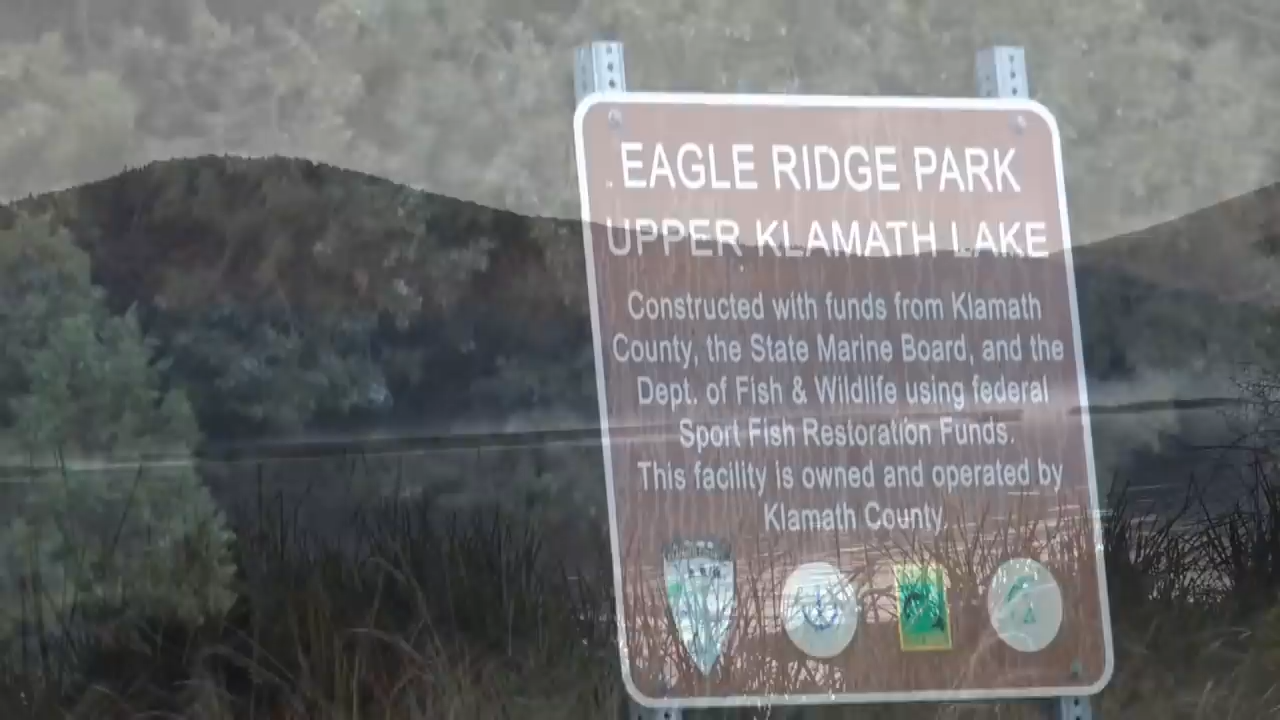 EAGLE RIDGE PARK
UPPER KLAMATH LAKE
Constructed with funds from Klamath
County, the State Marine Board, and the
Dept. of Fish & Wildlife using federal
Sport Fish Restoration Funds.
This facility is owned and operated by
Klamath County.